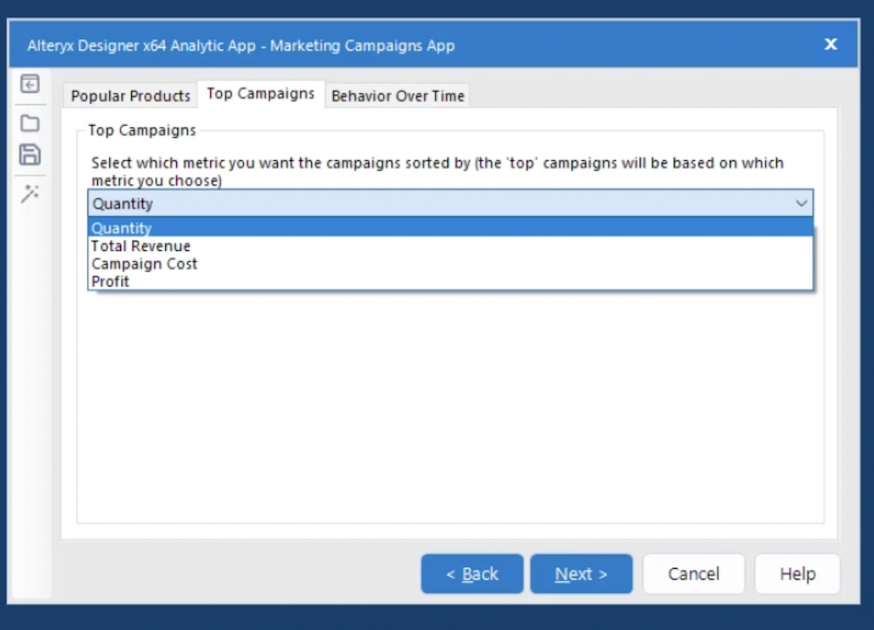 Alteryx Designer x64 Analytic App - Marketing Campaigns App
Popular Products Top Campaigns Behavior Over Time
Top Campaigns
Select which metric you want the campaigns sorted by (the 'top' campaigns will be based on which
metric you choose)
Quantity
Quantity
Total Revenue
Campaign Cost
Profit
< Back Next > Cancel Help